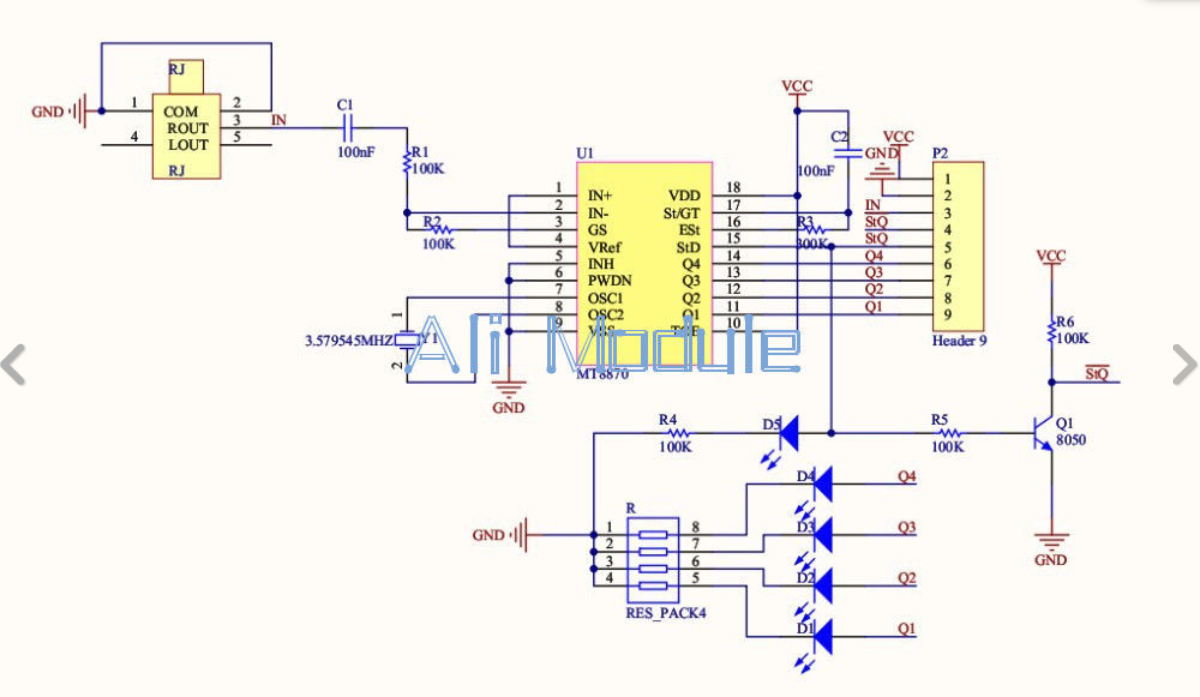 RJ
GND
1
2
COM
3
IN
ROUT
4
5
LOUT
RJ
C1
100nF
R1
100K
R2
100K
U1
1
IN+
VDD
18
2
IN-
St/GT
17
3
GS
ESt
16
4
VRef
StD
15
5
INH
Q4
14
6
PWDN
Q3
13
7
OSC1
Q2
12
8
OSC2
Q1
11
9
VSS
TOE
10
MT8870
1
3.579545MHZ
Y1
2
GND
Ali Module
VCC
C2
100nF
R3
300K
VCC
GND
P2
1
2
IN
3
StQ
4
StQ
5
Q4
6
Q3
7
Q2
8
Q1
9
Header 9
VCC
R6
100K
StQ
Q1
8050
GND
R4
100K
D5
R5
100K
D4
Q4
D3
Q3
D2
Q2
D1
Q1
GND
R
1
8
2
7
3
6
4
5
RES_PACK4